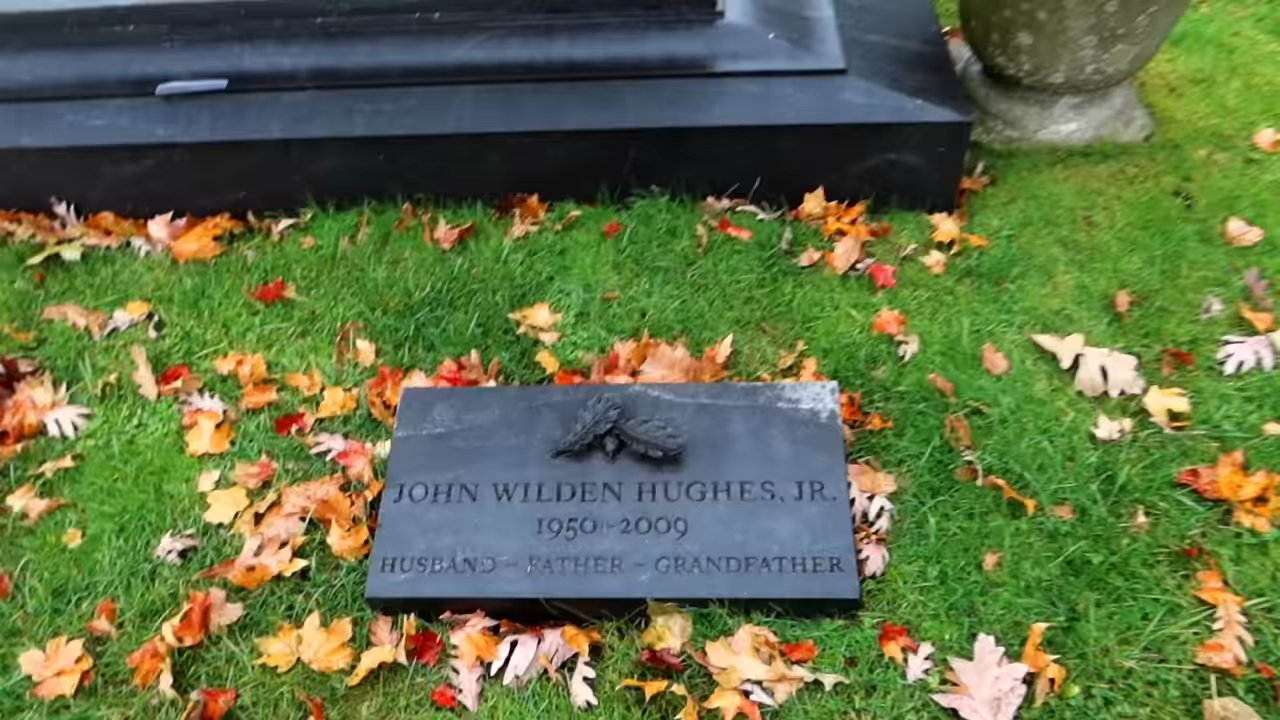 JOHN WILDEN HUGHES, JR.
1950-2009
HUSBAND - FATHER - GRANDFATHER